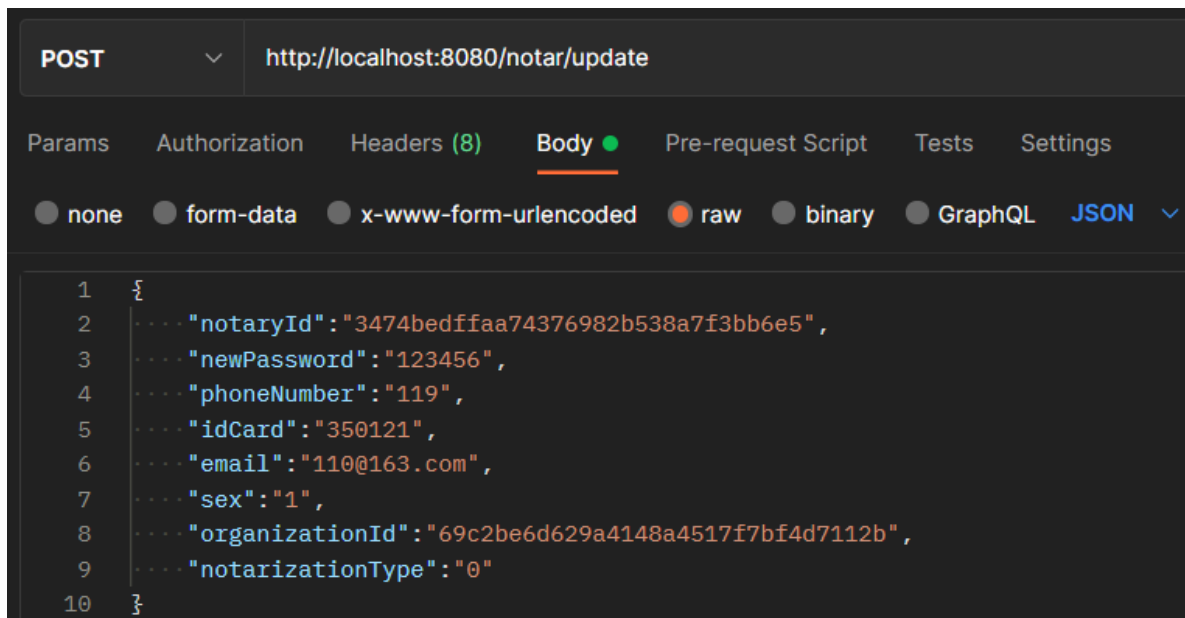 POST http://localhost:8080/notar/update
Params Authorization Headers (8) Body Pre-request Script Tests Settings
none form-data x-www-form-urlencoded raw binary GraphQL JSON
1 {
2 "notaryId":"3474bedffaa74376982b538a7f3bb6e5",
3 "newPassword":"123456",
4 "phoneNumber":"119",
5 "idCard":"350121",
6 "email":"110@163.com",
7 "sex":"1",
8 "organizationId":"69c2be6d629a4148a4517f7bf4d7112b",
9 "notarizationType":"0"
10 }